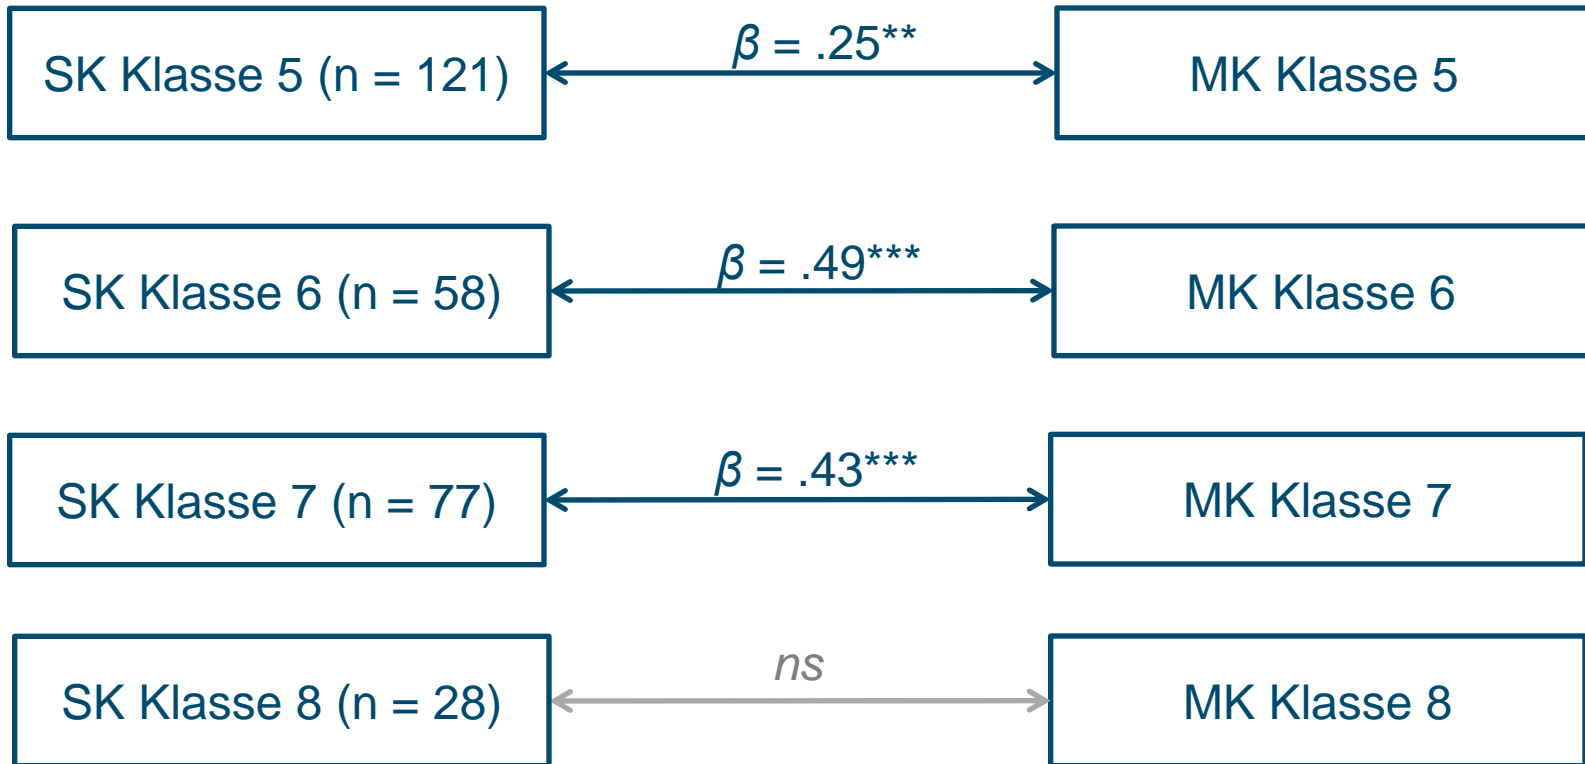 SK Klasse 5 (n = 121)
β = .25**
MK Klasse 5
SK Klasse 6 (n = 58)
β = .49***
MK Klasse 6
SK Klasse 7 (n = 77)
β = .43***
MK Klasse 7
SK Klasse 8 (n = 28)
ns
MK Klasse 8